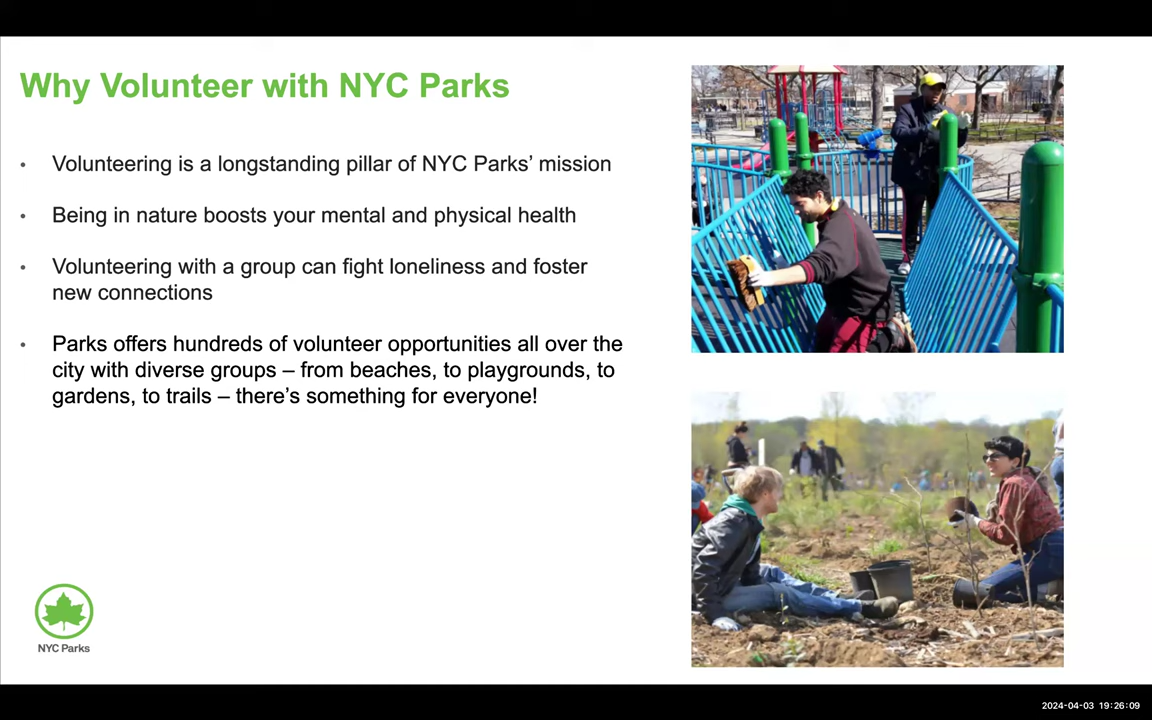 Why Volunteer with NYC Parks
• Volunteering is a longstanding pillar of NYC Parks’ mission
• Being in nature boosts your mental and physical health
• Volunteering with a group can fight loneliness and foster
new connections
• Parks offers hundreds of volunteer opportunities all over the
city with diverse groups – from beaches, to playgrounds, to
gardens, to trails – there’s something for everyone!
NYC Parks
2024-04-03 19:26:09